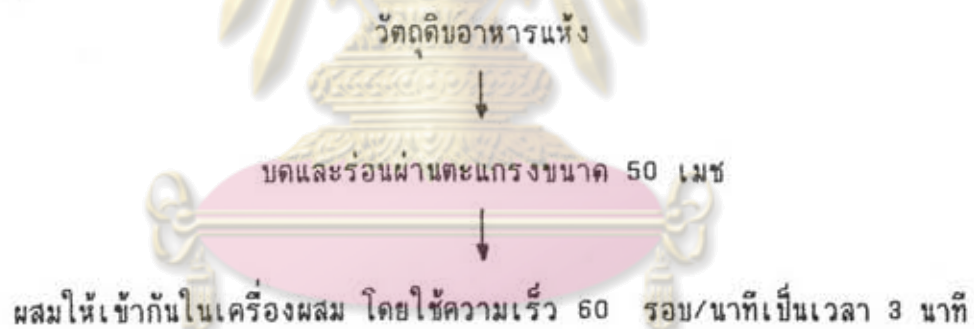 วัตถุดิบอาหารแห้ง
บดและร่อนผ่านตะแกรงขนาด 50 เมช
ผสมให้เข้ากันในเครื่องผสม โดยใช้ความเร็ว 60 รอบ/นาทีเป็นเวลา 3 นาที